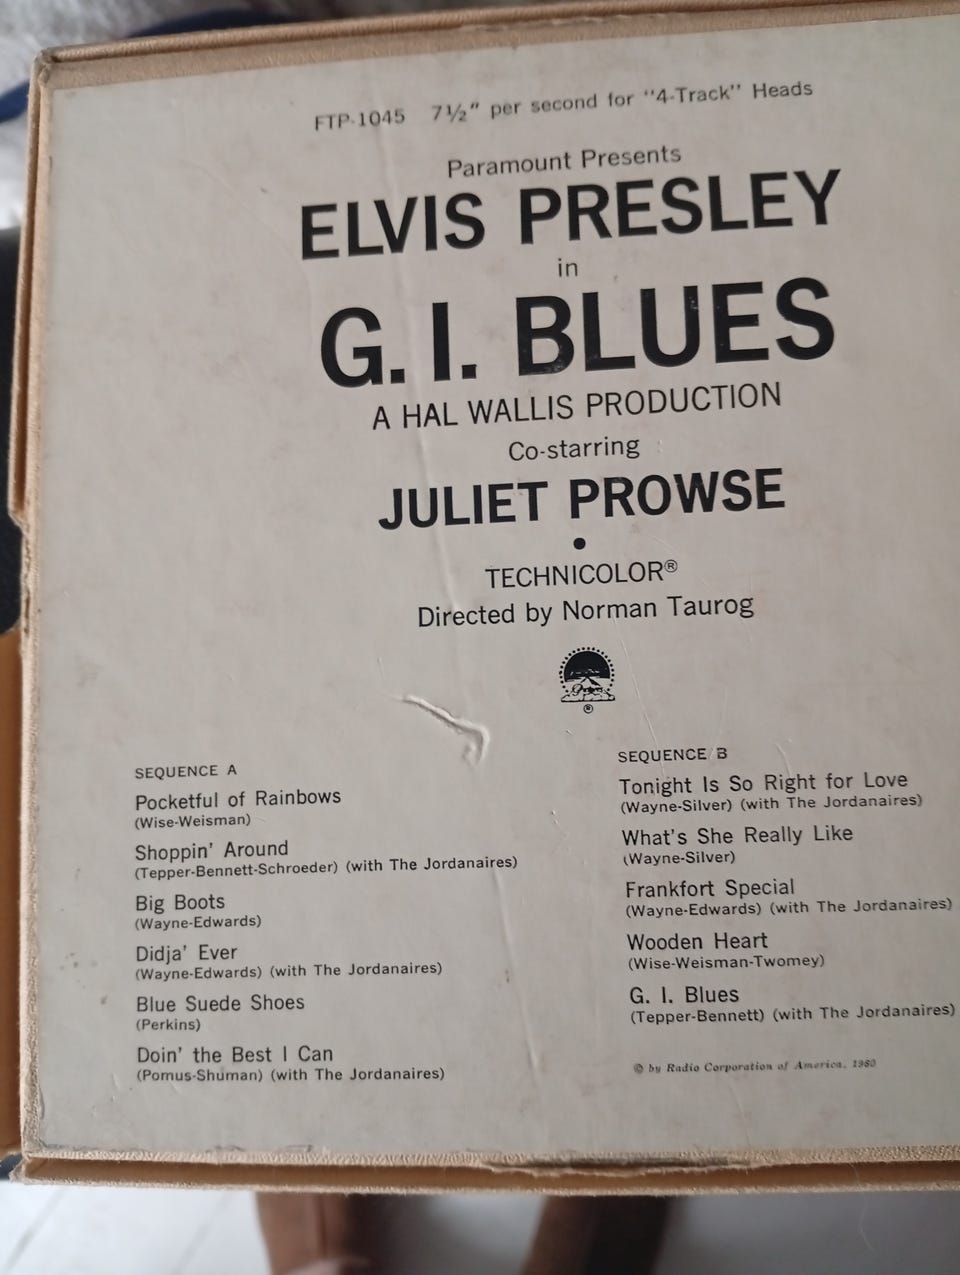 FTP-1045 7½" per second for "4-Track" Heads
Paramount Presents
ELVIS PRESLEY
in
G. I. BLUES
A HAL WALLIS PRODUCTION
Co-starring
JULIET PROWSE
•
TECHNICOLOR®
Directed by Norman Taurog
®
SEQUENCE A
Pocketful of Rainbows
(Wise-Weisman)
Shoppin' Around
(Tepper-Bennett-Schroeder) (with The Jordanaires)
Big Boots
(Wayne-Edwards)
Didja' Ever
(Wayne-Edwards) (with The Jordanaires)
Blue Suede Shoes
(Perkins)
Doin' the Best I Can
(Pomus-Shuman) (with The Jordanaires)
SEQUENCE B
Tonight Is So Right for Love
(Wayne-Silver) (with The Jordanaires)
What's She Really Like
(Wayne-Silver)
Frankfort Special
(Wayne-Edwards) (with The Jordanaires)
Wooden Heart
(Wise-Weisman-Twomey)
G. I. Blues
(Tepper-Bennett) (with The Jordanaires)
© by Radio Corporation of America, 1960